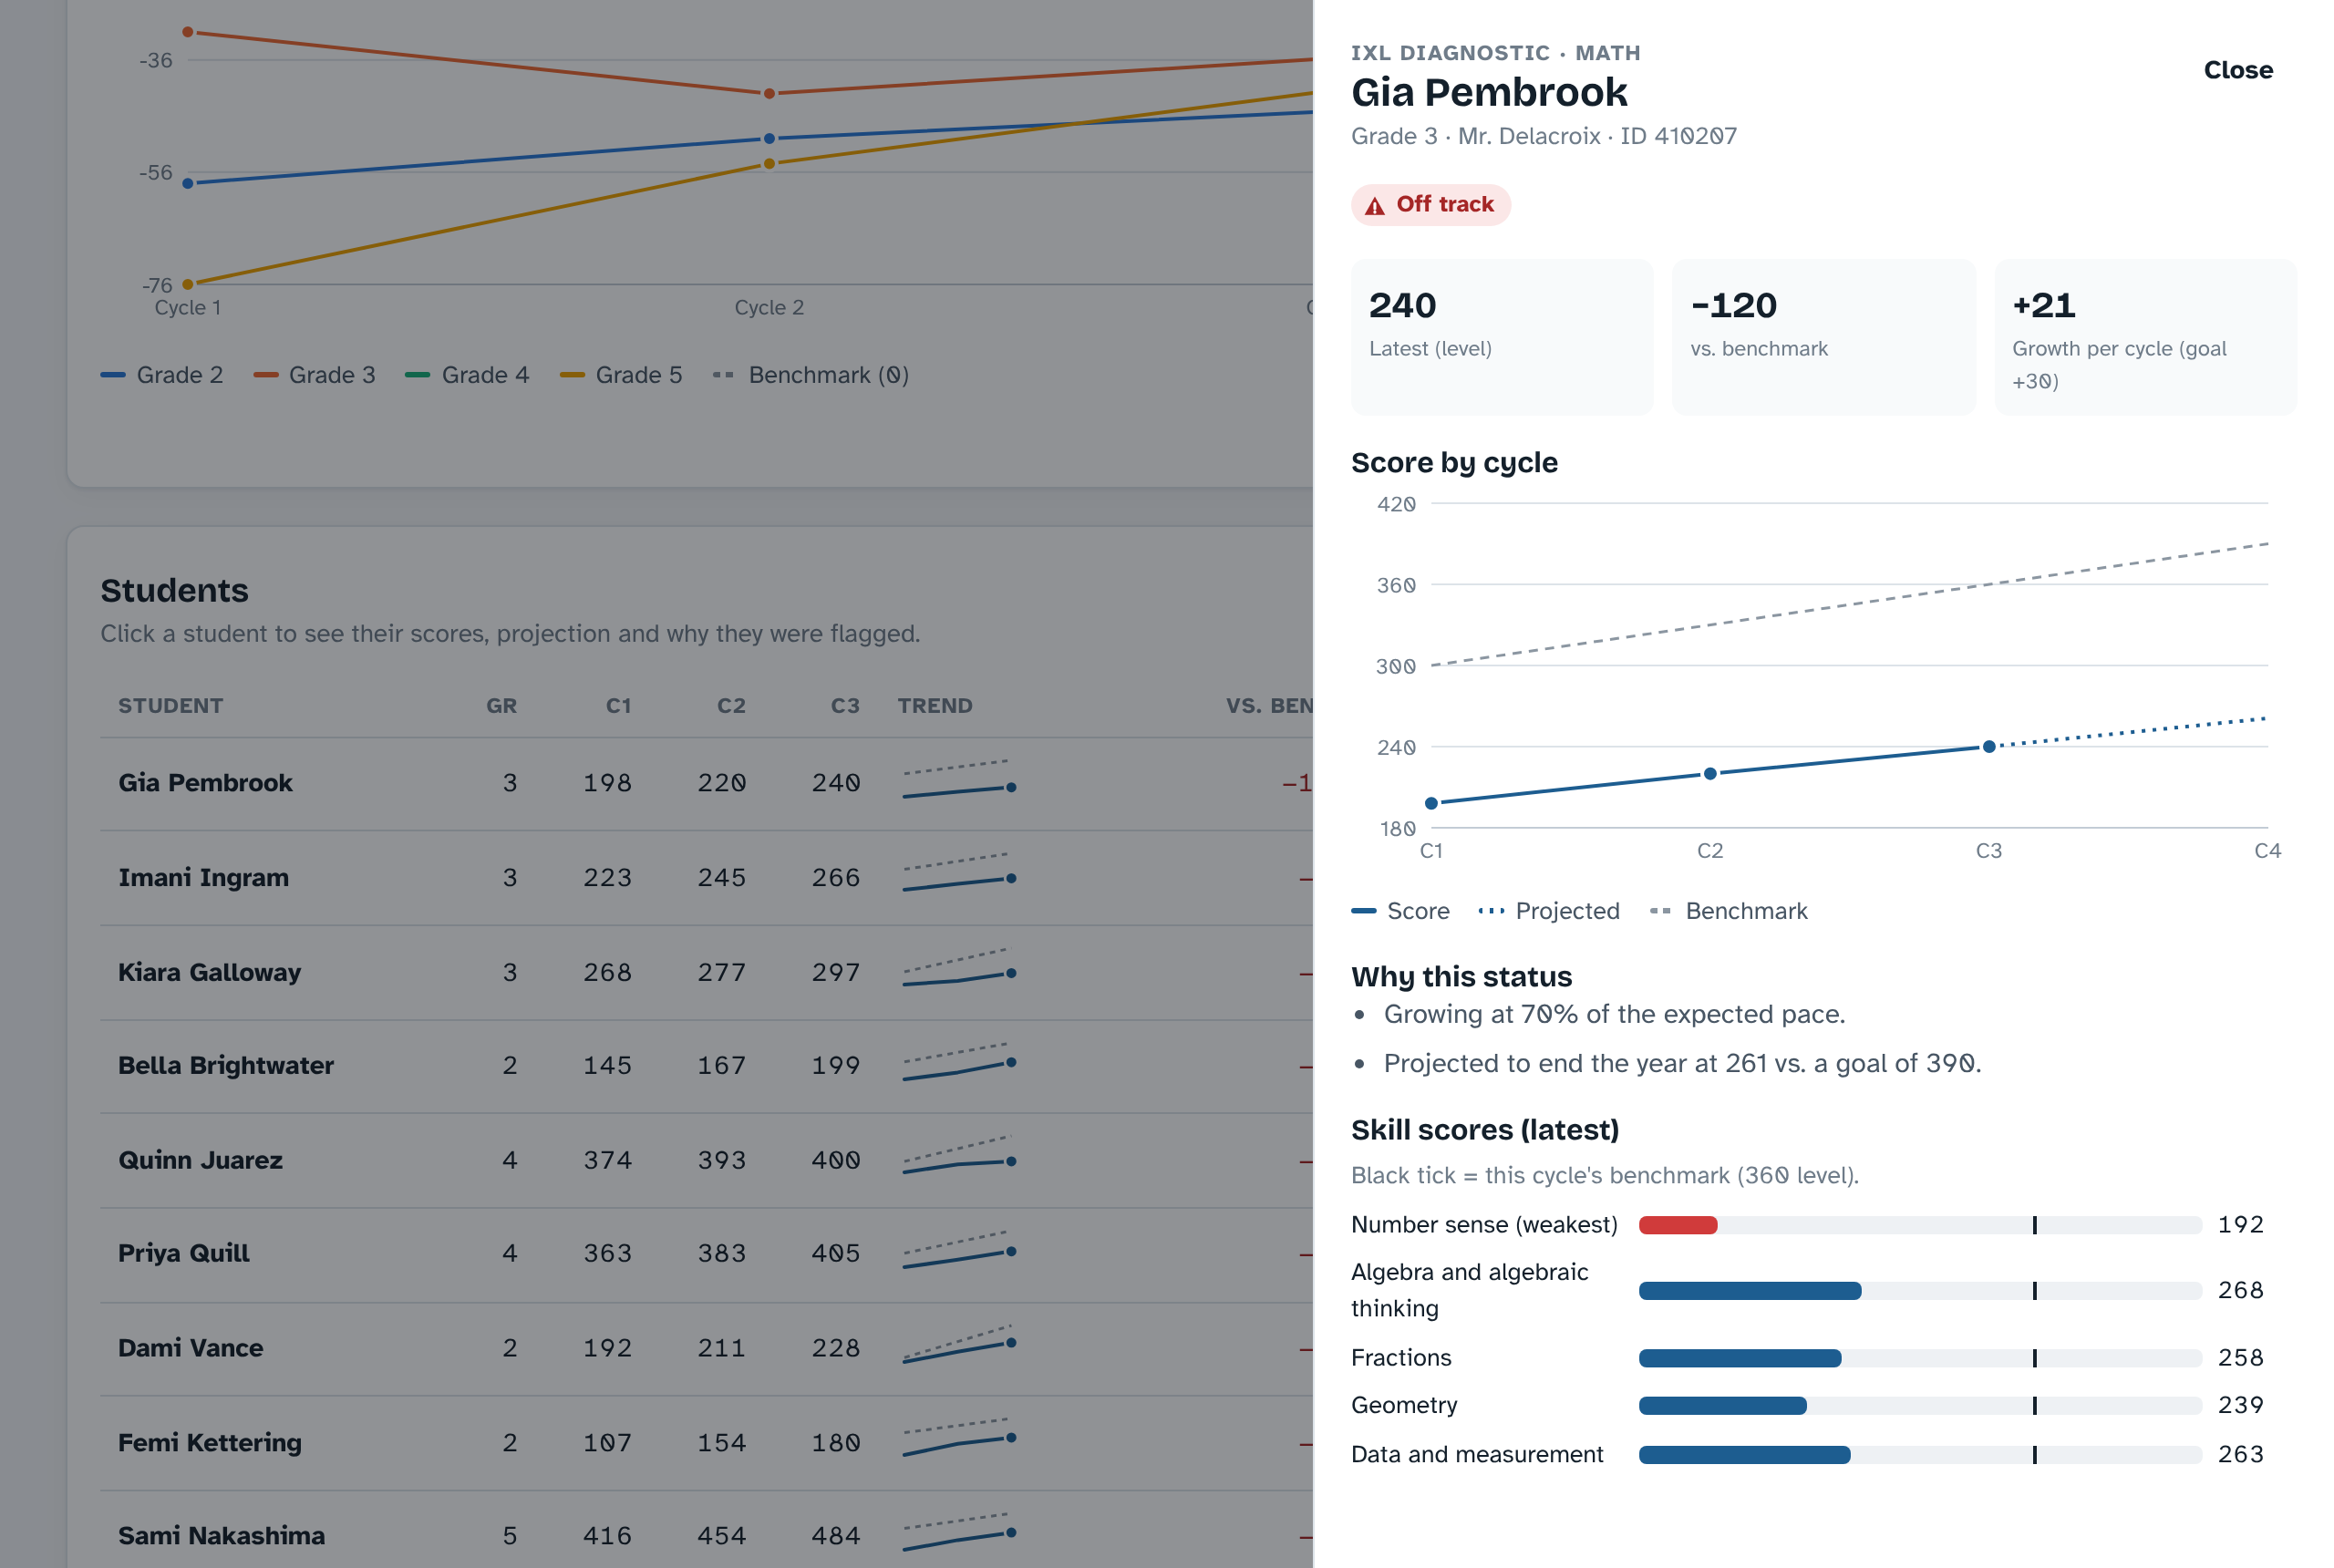 -36
-56
-76
Cycle 1
Cycle 2
Grade 2
Grade 3
Grade 4
Grade 5
Benchmark (0)
Students
Click a student to see their scores, projection and why they were flagged.
STUDENT GR C1 C2 C3 TREND VS. BEN
Gia Pembrook 3 198 220 240 −1
Imani Ingram 3 223 245 266 −
Kiara Galloway 3 268 277 297 −
Bella Brightwater 2 145 167 199 −
Quinn Juarez 4 374 393 400 −
Priya Quill 4 363 383 405 −
Dami Vance 2 192 211 228 −
Femi Kettering 2 107 154 180 −
Sami Nakashima 5 416 454 484 −
IXL DIAGNOSTIC · MATH
Gia Pembrook
Close
Grade 3 · Mr. Delacroix · ID 410207
Off track
240
Latest (level)
−120
vs. benchmark
+21
Growth per cycle (goal
+30)
Score by cycle
420
360
300
240
180
C1 C2 C3 C4
Score Projected Benchmark
Why this status
• Growing at 70% of the expected pace.
• Projected to end the year at 261 vs. a goal of 390.
Skill scores (latest)
Black tick = this cycle's benchmark (360 level).
Number sense (weakest) 192
Algebra and algebraic
thinking 268
Fractions 258
Geometry 239
Data and measurement 263